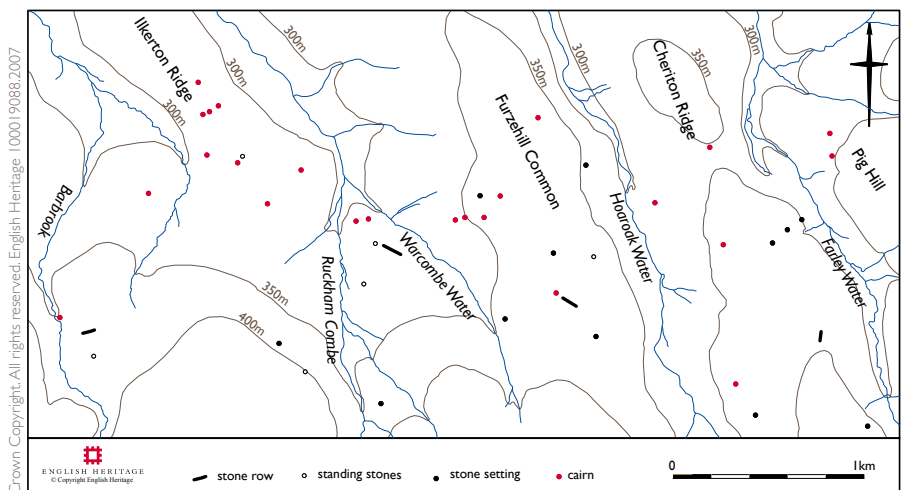 Crown Copyright. All rights reserved. English Heritage 100019088.2007
Ilkerton Ridge
300m
300m
300m
Barbrook
350m
400m
Ruckham Combe
Warcombe Water
Furzehill Common
350m
300m
Hoaroak Water
Cheriton Ridge
350m
300m
Pig Hill
Farley Water
ENGLISH HERITAGE
© Copyright English Heritage
stone row
standing stones
stone setting
cairn
0 1km